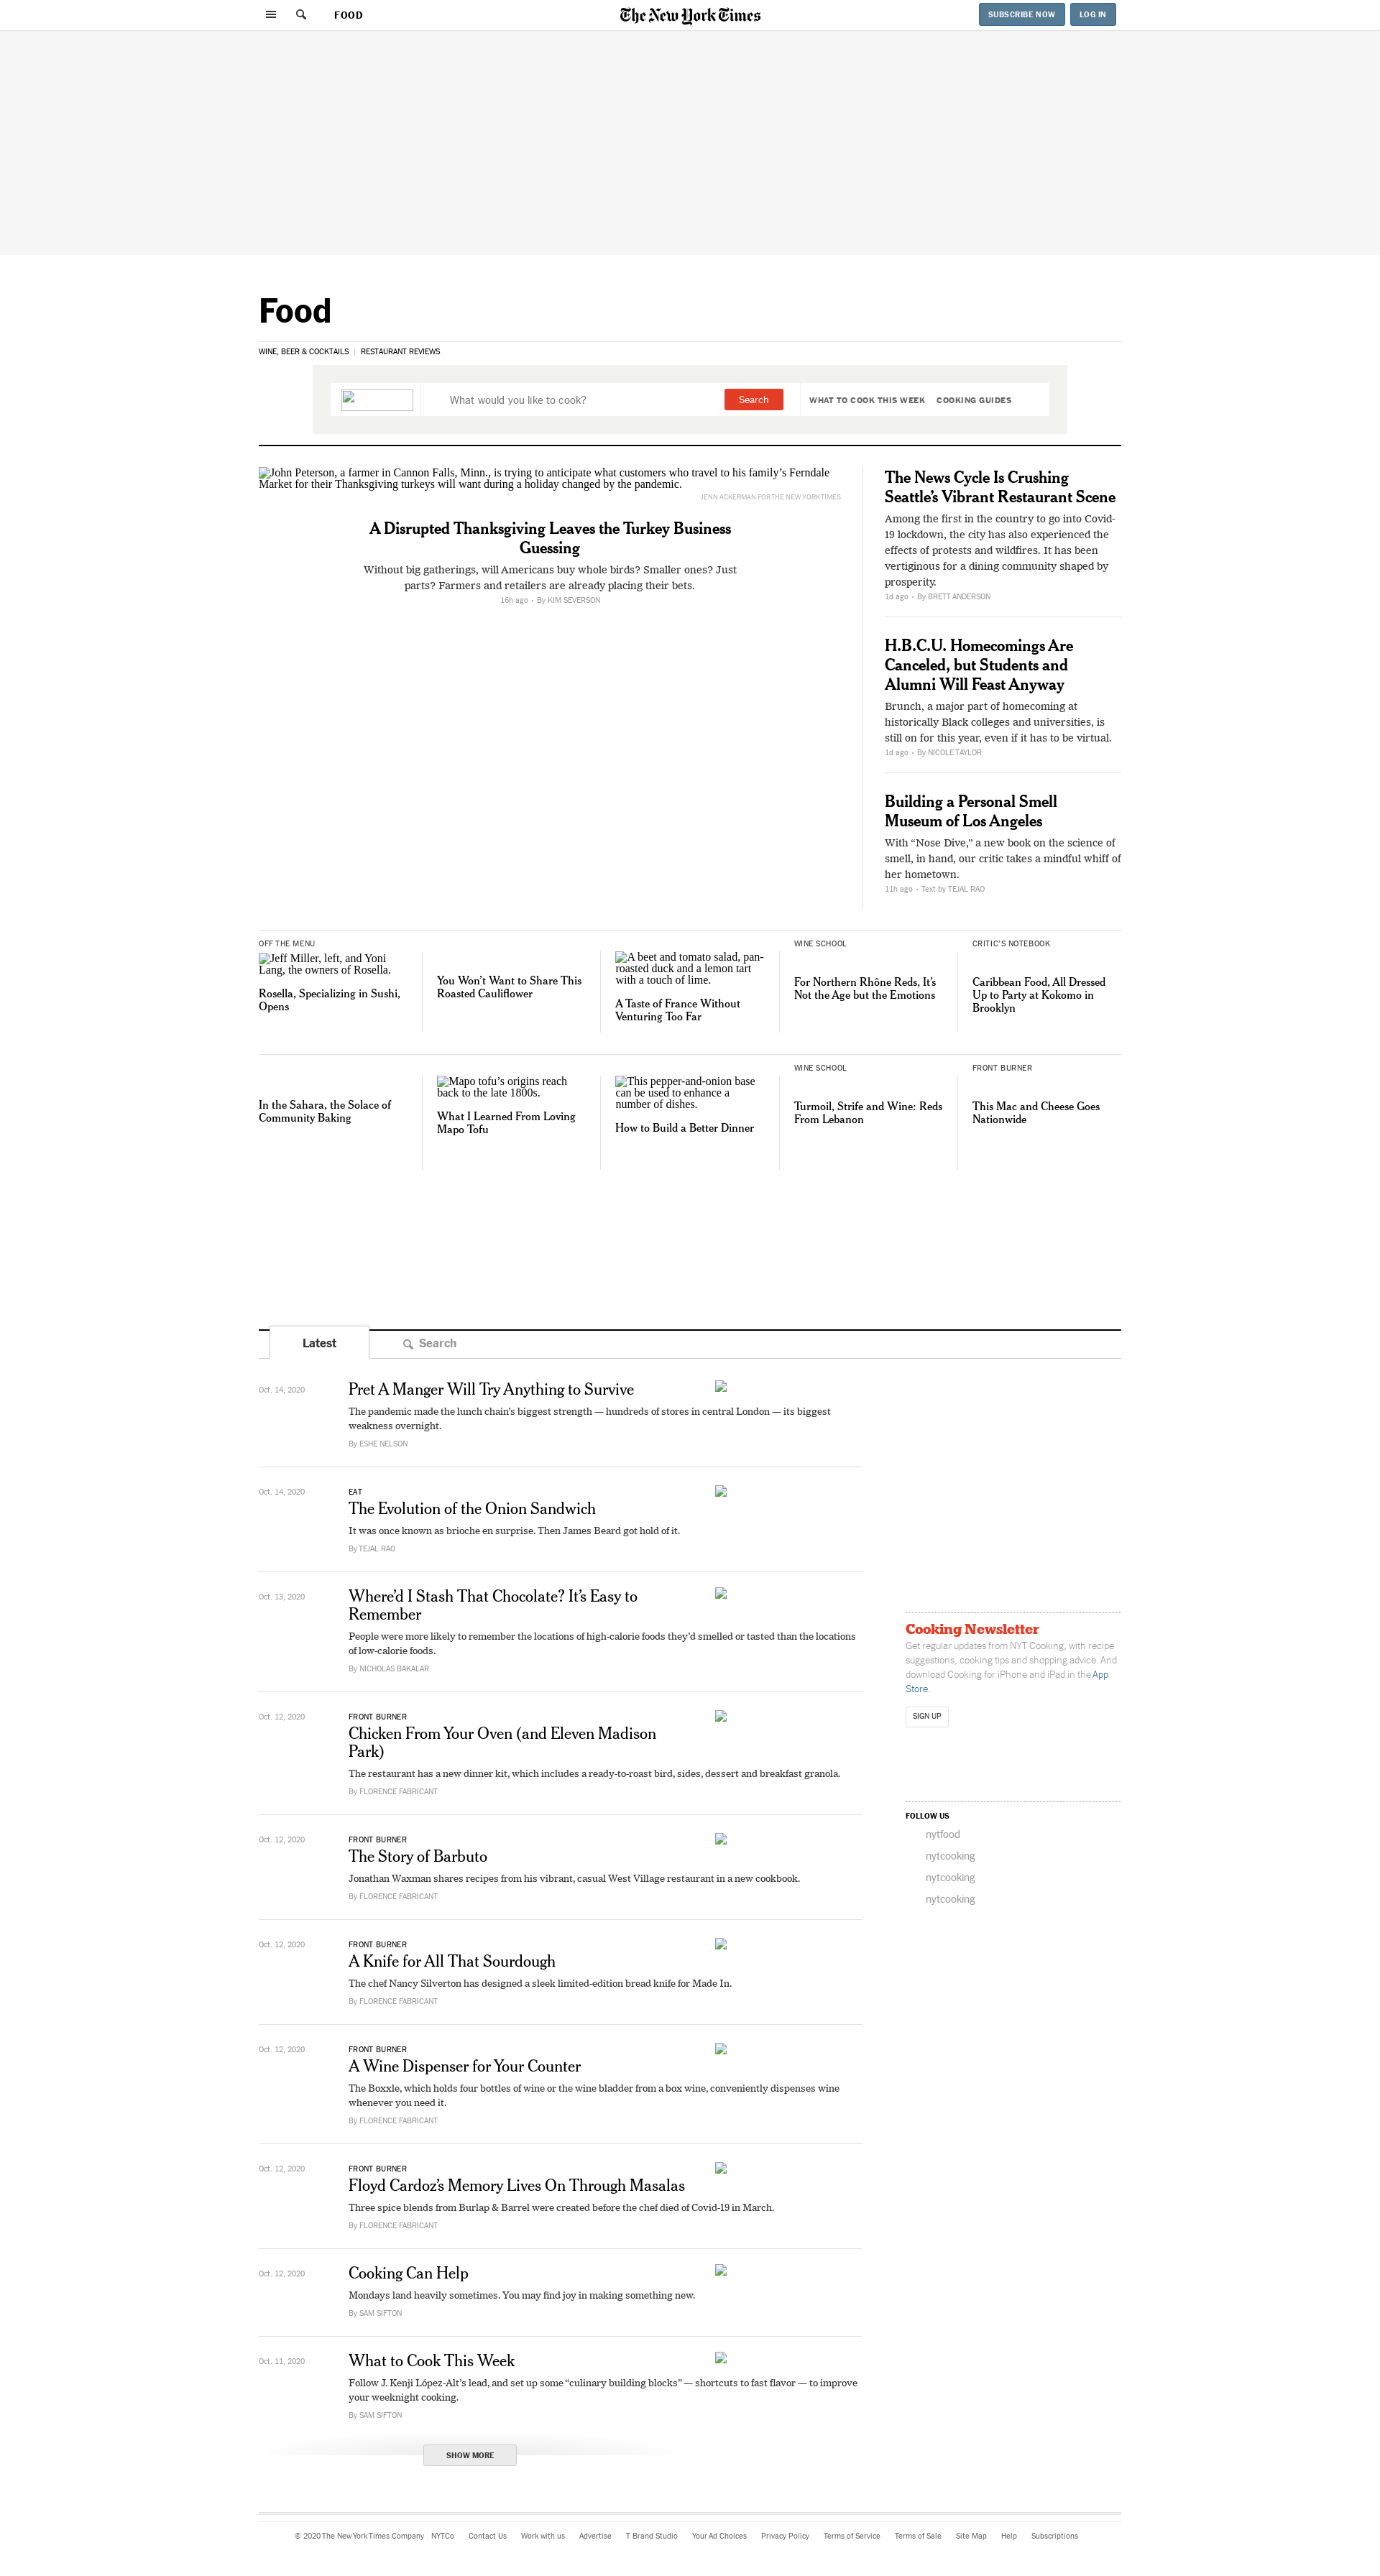 FOOD
The New York Times
SUBSCRIBE NOW
LOG IN
Food
WINE, BEER & COCKTAILS
RESTAURANT REVIEWS
What would you like to cook?
Search
WHAT TO COOK THIS WEEK
COOKING GUIDES
John Peterson, a farmer in Cannon Falls, Minn., is trying to anticipate what customers who travel to his family’s Ferndale
Market for their Thanksgiving turkeys will want during a holiday changed by the pandemic.
JENN ACKERMAN FOR THE NEW YORK TIMES
A Disrupted Thanksgiving Leaves the Turkey Business
Guessing
Without big gatherings, will Americans buy whole birds? Smaller ones? Just
parts? Farmers and retailers are already placing their bets.
16h ago • By KIM SEVERSON
The News Cycle Is Crushing
Seattle’s Vibrant Restaurant Scene
Among the first in the country to go into Covid-
19 lockdown, the city has also experienced the
effects of protests and wildfires. It has been
vertiginous for a dining community shaped by
prosperity.
1d ago • By BRETT ANDERSON
H.B.C.U. Homecomings Are
Canceled, but Students and
Alumni Will Feast Anyway
Brunch, a major part of homecoming at
historically Black colleges and universities, is
still on for this year, even if it has to be virtual.
1d ago • By NICOLE TAYLOR
Building a Personal Smell
Museum of Los Angeles
With “Nose Dive,” a new book on the science of
smell, in hand, our critic takes a mindful whiff of
her hometown.
11h ago • Text by TEJAL RAO
OFF THE MENU
Jeff Miller, left, and Yoni
Lang, the owners of Rosella.
Rosella, Specializing in Sushi,
Opens
You Won’t Want to Share This
Roasted Cauliflower
A beet and tomato salad, pan-
roasted duck and a lemon tart
with a touch of lime.
A Taste of France Without
Venturing Too Far
WINE SCHOOL
For Northern Rhône Reds, It’s
Not the Age but the Emotions
CRITIC’S NOTEBOOK
Caribbean Food, All Dressed
Up to Party at Kokomo in
Brooklyn
In the Sahara, the Solace of
Community Baking
Mapo tofu’s origins reach
back to the late 1800s.
What I Learned From Loving
Mapo Tofu
This pepper-and-onion base
can be used to enhance a
number of dishes.
How to Build a Better Dinner
WINE SCHOOL
Turmoil, Strife and Wine: Reds
From Lebanon
FRONT BURNER
This Mac and Cheese Goes
Nationwide
Latest
Search
Oct. 14, 2020
Pret A Manger Will Try Anything to Survive
The pandemic made the lunch chain’s biggest strength — hundreds of stores in central London — its biggest
weakness overnight.
By ESHE NELSON
Oct. 14, 2020
EAT
The Evolution of the Onion Sandwich
It was once known as brioche en surprise. Then James Beard got hold of it.
By TEJAL RAO
Oct. 13, 2020
Where’d I Stash That Chocolate? It’s Easy to
Remember
People were more likely to remember the locations of high-calorie foods they’d smelled or tasted than the locations
of low-calorie foods.
By NICHOLAS BAKALAR
Oct. 12, 2020
FRONT BURNER
Chicken From Your Oven (and Eleven Madison
Park)
The restaurant has a new dinner kit, which includes a ready-to-roast bird, sides, dessert and breakfast granola.
By FLORENCE FABRICANT
Oct. 12, 2020
FRONT BURNER
The Story of Barbuto
Jonathan Waxman shares recipes from his vibrant, casual West Village restaurant in a new cookbook.
By FLORENCE FABRICANT
Oct. 12, 2020
FRONT BURNER
A Knife for All That Sourdough
The chef Nancy Silverton has designed a sleek limited-edition bread knife for Made In.
By FLORENCE FABRICANT
Oct. 12, 2020
FRONT BURNER
A Wine Dispenser for Your Counter
The Boxxle, which holds four bottles of wine or the wine bladder from a box wine, conveniently dispenses wine
whenever you need it.
By FLORENCE FABRICANT
Oct. 12, 2020
FRONT BURNER
Floyd Cardoz’s Memory Lives On Through Masalas
Three spice blends from Burlap & Barrel were created before the chef died of Covid-19 in March.
By FLORENCE FABRICANT
Oct. 12, 2020
Cooking Can Help
Mondays land heavily sometimes. You may find joy in making something new.
By SAM SIFTON
Oct. 11, 2020
What to Cook This Week
Follow J. Kenji López-Alt’s lead, and set up some “culinary building blocks” — shortcuts to fast flavor — to improve
your weeknight cooking.
By SAM SIFTON
SHOW MORE
Cooking Newsletter
Get regular updates from NYT Cooking, with recipe
suggestions, cooking tips and shopping advice. And
download Cooking for iPhone and iPad in the App
Store.
SIGN UP
FOLLOW US
nytfood
nytcooking
nytcooking
nytcooking
© 2020 The New York Times Company NYTCo Contact Us Work with us Advertise T Brand Studio Your Ad Choices Privacy Policy Terms of Service Terms of Sale Site Map Help Subscriptions